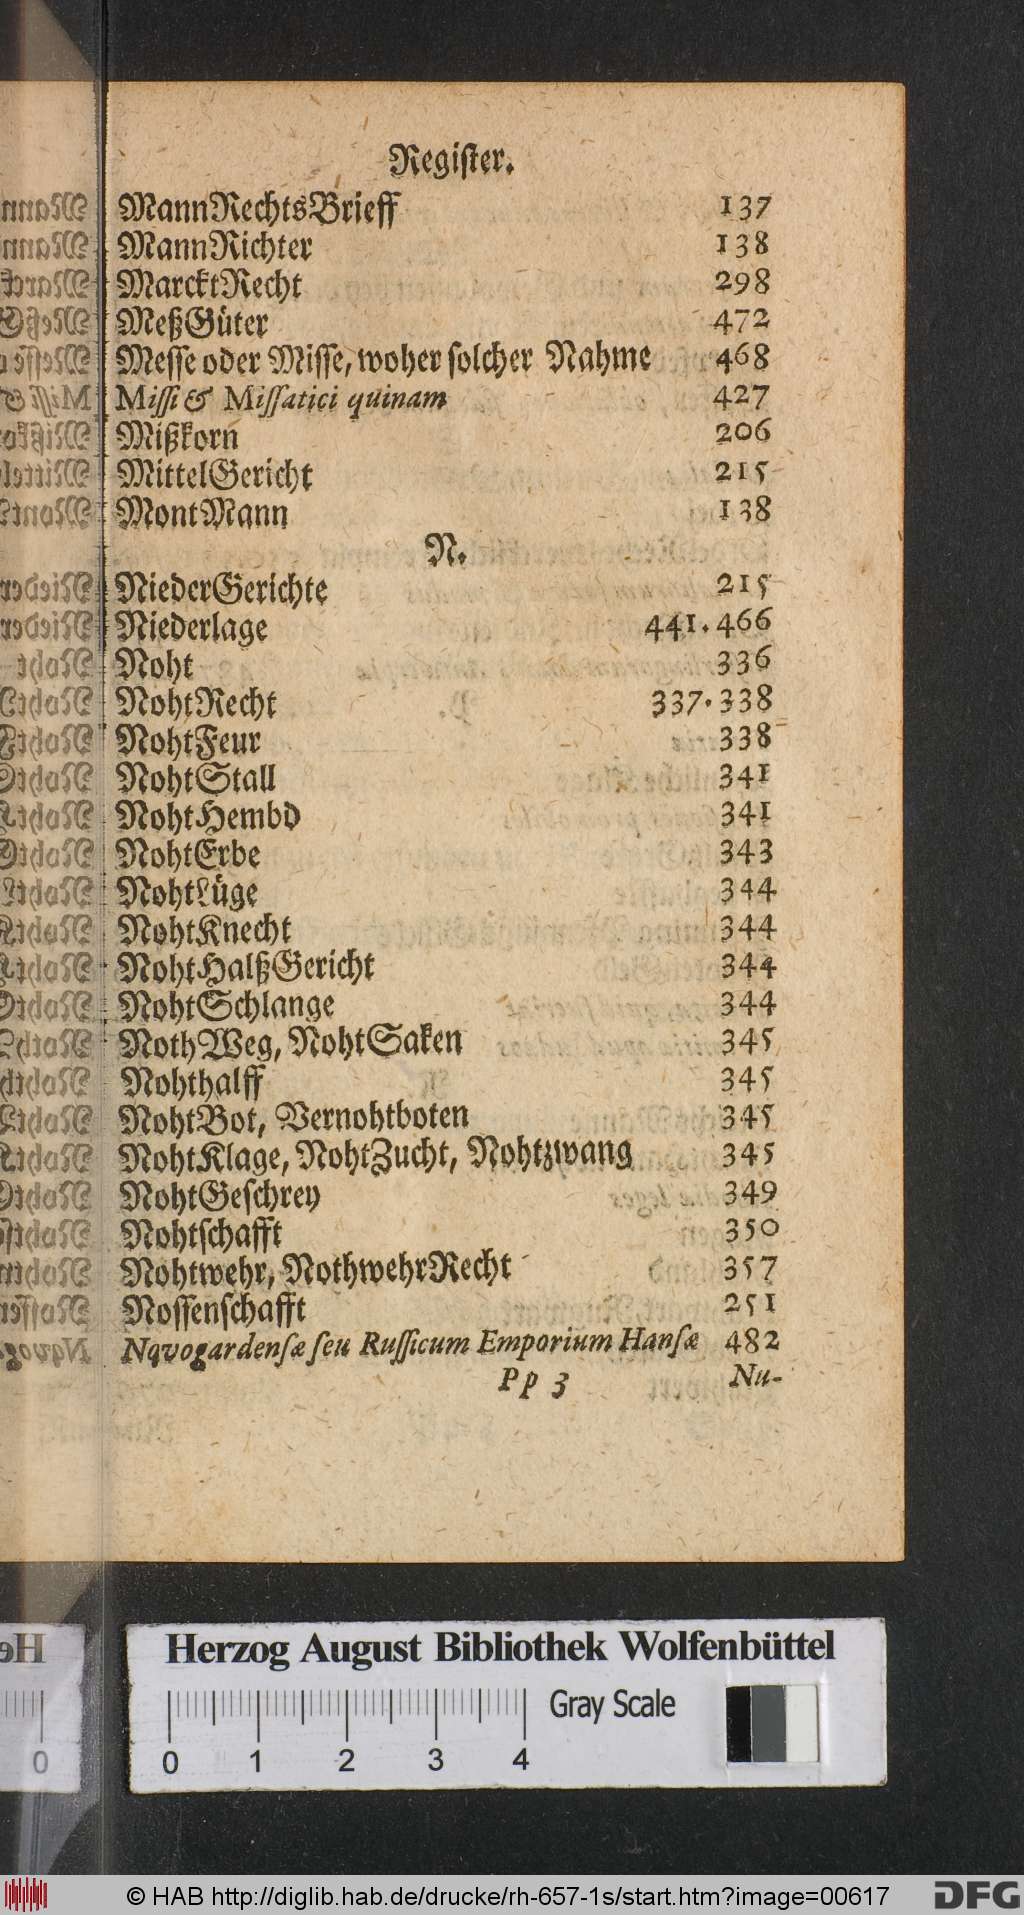 Regiſter.
MannRechtsBrieff 137
MannRichter 138
MarcktRecht 298
MeßGüter 472
Meſſe oder Miſſe, woher ſolcher Nahme 468
Miſſi & Miſſatici quinam 427
Mißkorn 206
MittelGericht 215
MontMann 138
N.
NiederGerichte 215
Niederlage 441. 466
Noht 336
NohtRecht 337. 338
NohtFeur 338
NohtStall 341
NohtHembd 341
NohtErbe 343
NohtLüge 344
NohtKnecht 344
NohtHalßGericht 344
NohtSchlange 344
NothWeg, NohtSaken 345
Nohthalff 345
NohtBot, Vernohtboten 345
NohtKlage, NohtZucht, Nohtzwang 345
NohtGeſchrey 349
Nohtſchafft 350
Nohtwehr, NothwehrRecht 357
Noſſenſchafft 251
Nqvogardenſæ ſeu Ruſſicum Emporium Hanſæ 482
Pp 3 Nu-
Herzog August Bibliothek Wolfenbüttel
Gray Scale
0 1 2 3 4
© HAB http://diglib.hab.de/drucke/rh-657-1s/start.htm?image=00617
DFG